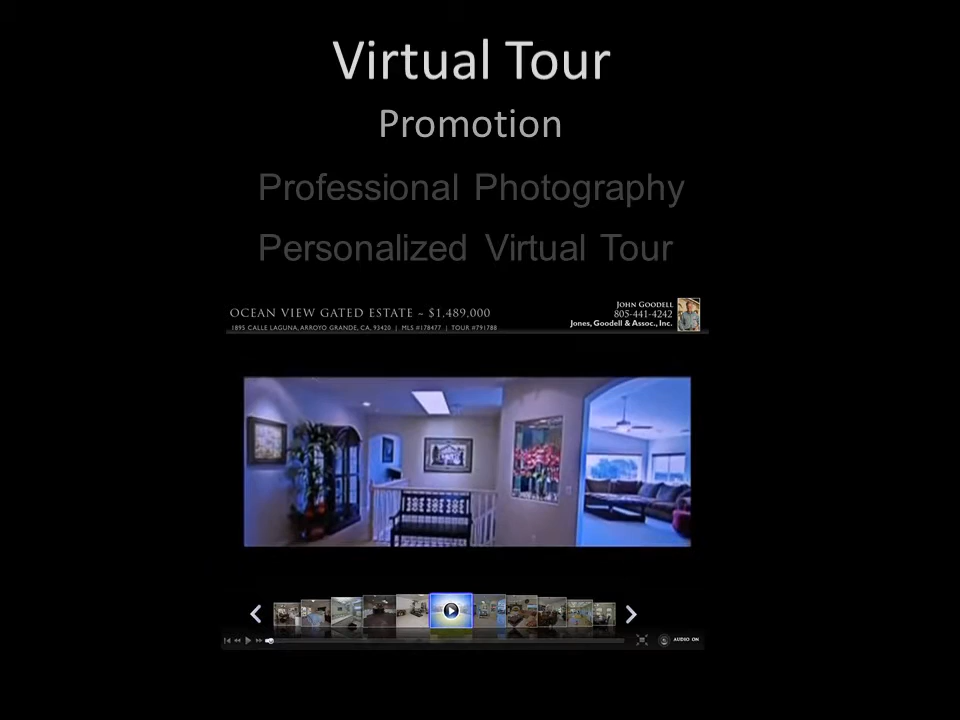 Virtual Tour
Promotion
Professional Photography
Personalized Virtual Tour
OCEAN VIEW GATED ESTATE ~ $1,489,000
1895 CALLE LAGUNA, ARROYO GRANDE, CA, 93420 | MLS #178477 | TOUR #791788
JOHN GOODELL
805-441-4242
Jones, Goodell & Assoc., Inc.
AUDIO ON